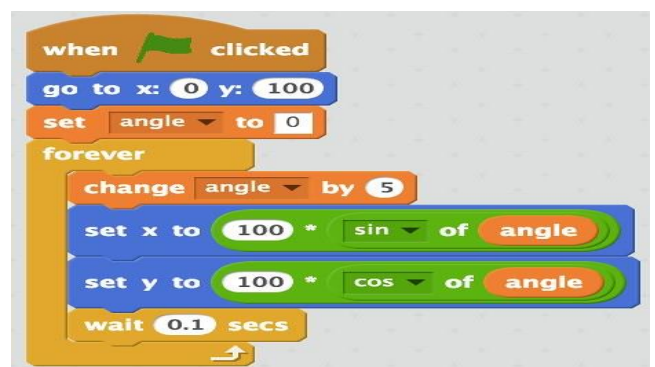 when clicked
go to x: 0 y: 100
set angle to 0
forever
change angle by 5
set x to 100 * sin of angle
set y to 100 * cos of angle
wait 0.1 secs